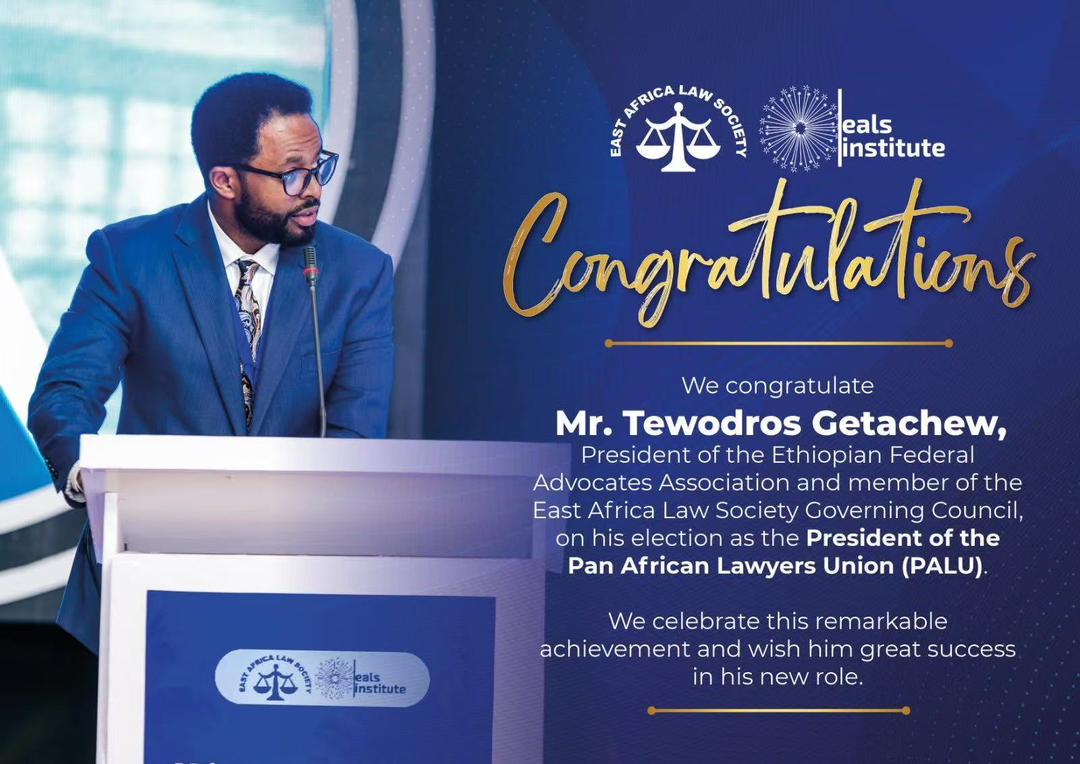 EAST AFRICA LAW SOCIETY
eals
institute
Congratulations
We congratulate
Mr. Tewodros Getachew,
President of the Ethiopian Federal
Advocates Association and member of the
East Africa Law Society Governing Council,
on his election as the President of the
Pan African Lawyers Union (PALU).
We celebrate this remarkable
achievement and wish him great success
in his new role.
EAST AFRICA LAW SOCIETY
eals
institute